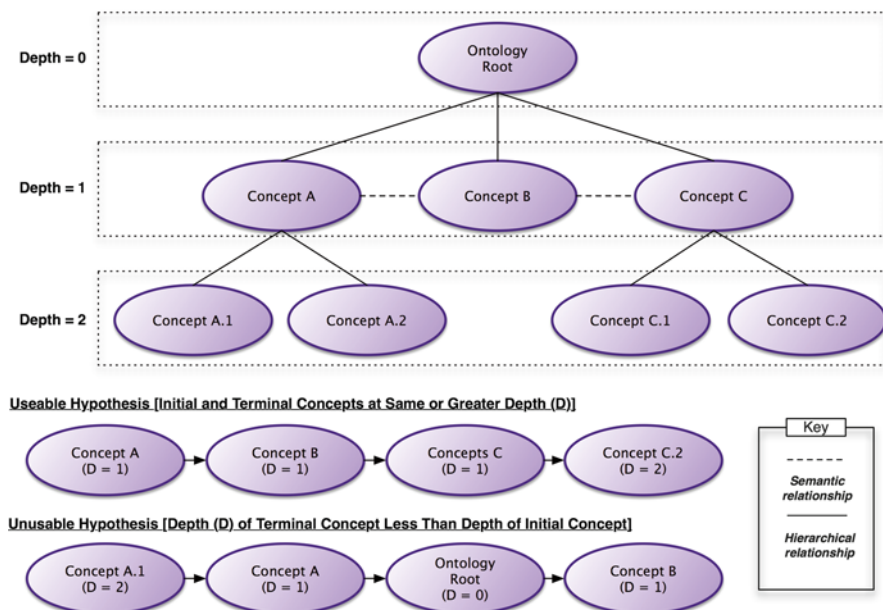 Depth = 0
Ontology
Root
Depth = 1
Concept A
Concept B
Concept C
Depth = 2
Concept A.1
Concept A.2
Concept C.1
Concept C.2
Useable Hypothesis [Initial and Terminal Concepts at Same or Greater Depth (D)]
Concept A
(D = 1)
Concept B
(D = 1)
Concepts C
(D = 1)
Concept C.2
(D = 2)
Unusable Hypothesis [Depth (D) of Terminal Concept Less Than Depth of Initial Concept]
Concept A.1
(D = 2)
Concept A
(D = 1)
Ontology
Root
(D = 0)
Concept B
(D = 1)
Key
Semantic
relationship
Hierarchical
relationship